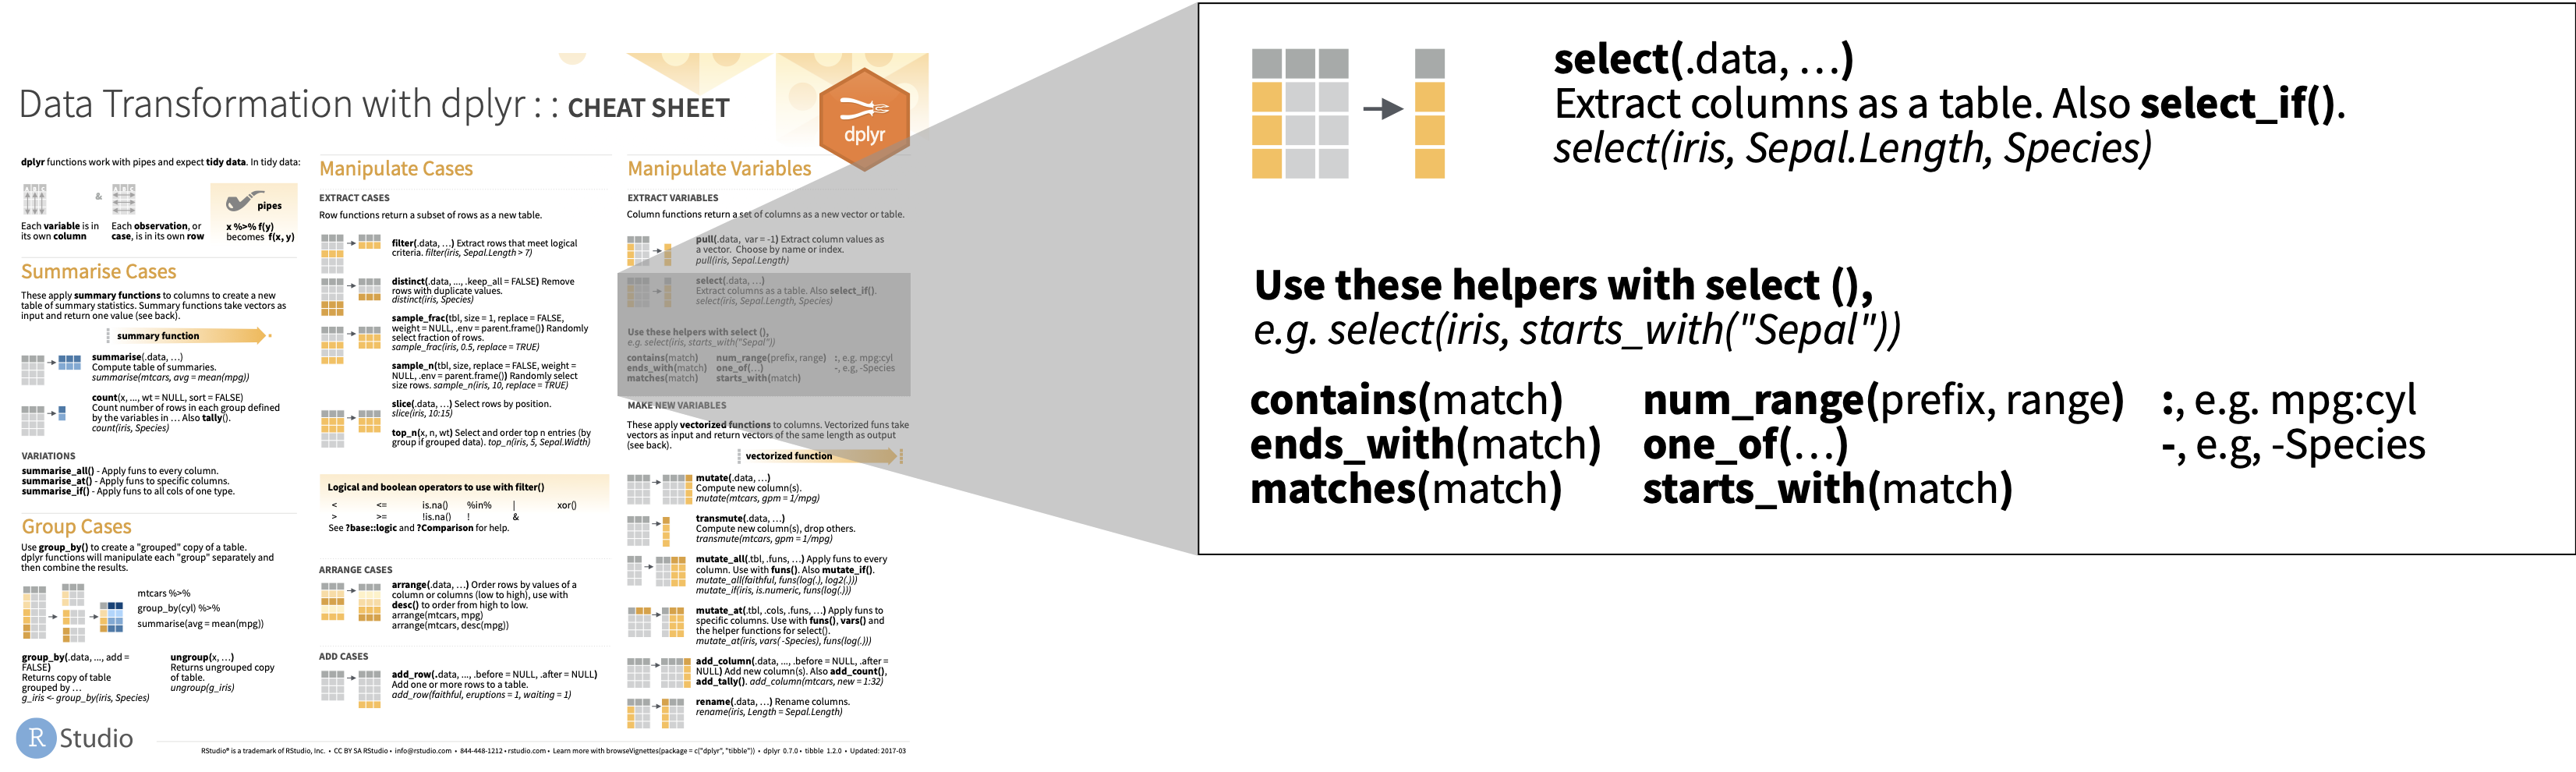 Data Transformation with dplyr : : CHEAT SHEET
dplyr
dplyr functions work with pipes and expect tidy data. In tidy data:
&
pipes
Each variable is in
its own column
Each observation, or
case, is in its own row
x %>% f(y)
becomes f(x, y)
Summarise Cases
These apply summary functions to columns to create a new
table of summary statistics. Summary functions take vectors as
input and return one value (see back).
summary function
summarise(.data, …)
Compute table of summaries.
summarise(mtcars, avg = mean(mpg))
count(x, ..., wt = NULL, sort = FALSE)
Count number of rows in each group defined
by the variables in … Also tally().
count(iris, Species)
VARIATIONS
summarise_all() - Apply funs to every column.
summarise_at() - Apply funs to specific columns.
summarise_if() - Apply funs to all cols of one type.
Group Cases
Use group_by() to create a "grouped" copy of a table.
dplyr functions will manipulate each "group" separately and
then combine the results.
mtcars %>%
group_by(cyl) %>%
summarise(avg = mean(mpg))
group_by(.data, ..., add =
FALSE)
Returns copy of table
grouped by …
g_iris <- group_by(iris, Species)
ungroup(x, …)
Returns ungrouped copy
of table.
ungroup(g_iris)
Manipulate Cases
EXTRACT CASES
Row functions return a subset of rows as a new table.
filter(.data, …) Extract rows that meet logical
criteria. filter(iris, Sepal.Length > 7)
distinct(.data, ..., .keep_all = FALSE) Remove
rows with duplicate values.
distinct(iris, Species)
sample_frac(tbl, size = 1, replace = FALSE,
weight = NULL, .env = parent.frame()) Randomly
select fraction of rows.
sample_frac(iris, 0.5, replace = TRUE)
sample_n(tbl, size, replace = FALSE, weight =
NULL, .env = parent.frame()) Randomly select
size rows. sample_n(iris, 10, replace = TRUE)
slice(.data, …) Select rows by position.
slice(iris, 10:15)
top_n(x, n, wt) Select and order top n entries (by
group if grouped data). top_n(iris, 5, Sepal.Width)
Logical and boolean operators to use with filter()
< <= is.na() %in% | xor()
> >= !is.na() ! &
See ?base::logic and ?Comparison for help.
ARRANGE CASES
arrange(.data, …) Order rows by values of a
column or columns (low to high), use with
desc() to order from high to low.
arrange(mtcars, mpg)
arrange(mtcars, desc(mpg))
ADD CASES
add_row(.data, ..., .before = NULL, .after = NULL)
Add one or more rows to a table.
add_row(faithful, eruptions = 1, waiting = 1)
Manipulate Variables
EXTRACT VARIABLES
Column functions return a set of columns as a new vector or table.
pull(.data, var = -1) Extract column values as
a vector. Choose by name or index.
pull(iris, Sepal.Length)
select(.data, …)
Extract columns as a table. Also select_if().
select(iris, Sepal.Length, Species)
Use these helpers with select (),
e.g. select(iris, starts_with("Sepal"))
contains(match) num_range(prefix, range) :, e.g. mpg:cyl
ends_with(match) one_of(…) -, e.g, -Species
matches(match) starts_with(match)
MAKE NEW VARIABLES
These apply vectorized functions to columns. Vectorized funs take
vectors as input and return vectors of the same length as output
(see back).
vectorized function
mutate(.data, …)
Compute new column(s).
mutate(mtcars, gpm = 1/mpg)
transmute(.data, …)
Compute new column(s), drop others.
transmute(mtcars, gpm = 1/mpg)
mutate_all(.tbl, .funs, …) Apply funs to every
column. Use with funs(). Also mutate_if().
mutate_all(faithful, funs(log(.), log2(.)))
mutate_if(iris, is.numeric, funs(log(.)))
mutate_at(.tbl, .cols, .funs, …) Apply funs to
specific columns. Use with funs(), vars() and
the helper functions for select().
mutate_at(iris, vars( -Species), funs(log(.)))
add_column(.data, ..., .before = NULL, .after =
NULL) Add new column(s). Also add_count(),
add_tally(). add_column(mtcars, new = 1:32)
rename(.data, …) Rename columns.
rename(iris, Length = Sepal.Length)
R Studio
RStudio® is a trademark of RStudio, Inc. • CC BY SA RStudio • info@rstudio.com • 844-448-1212 • rstudio.com • Learn more with browseVignettes(package = c("dplyr", "tibble")) • dplyr 0.7.0 • tibble 1.2.0 • Updated: 2017-03
select(.data, …)
Extract columns as a table. Also select_if().
select(iris, Sepal.Length, Species)
Use these helpers with select (),
e.g. select(iris, starts_with("Sepal"))
contains(match) num_range(prefix, range) :, e.g. mpg:cyl
ends_with(match) one_of(…) -, e.g, -Species
matches(match) starts_with(match)